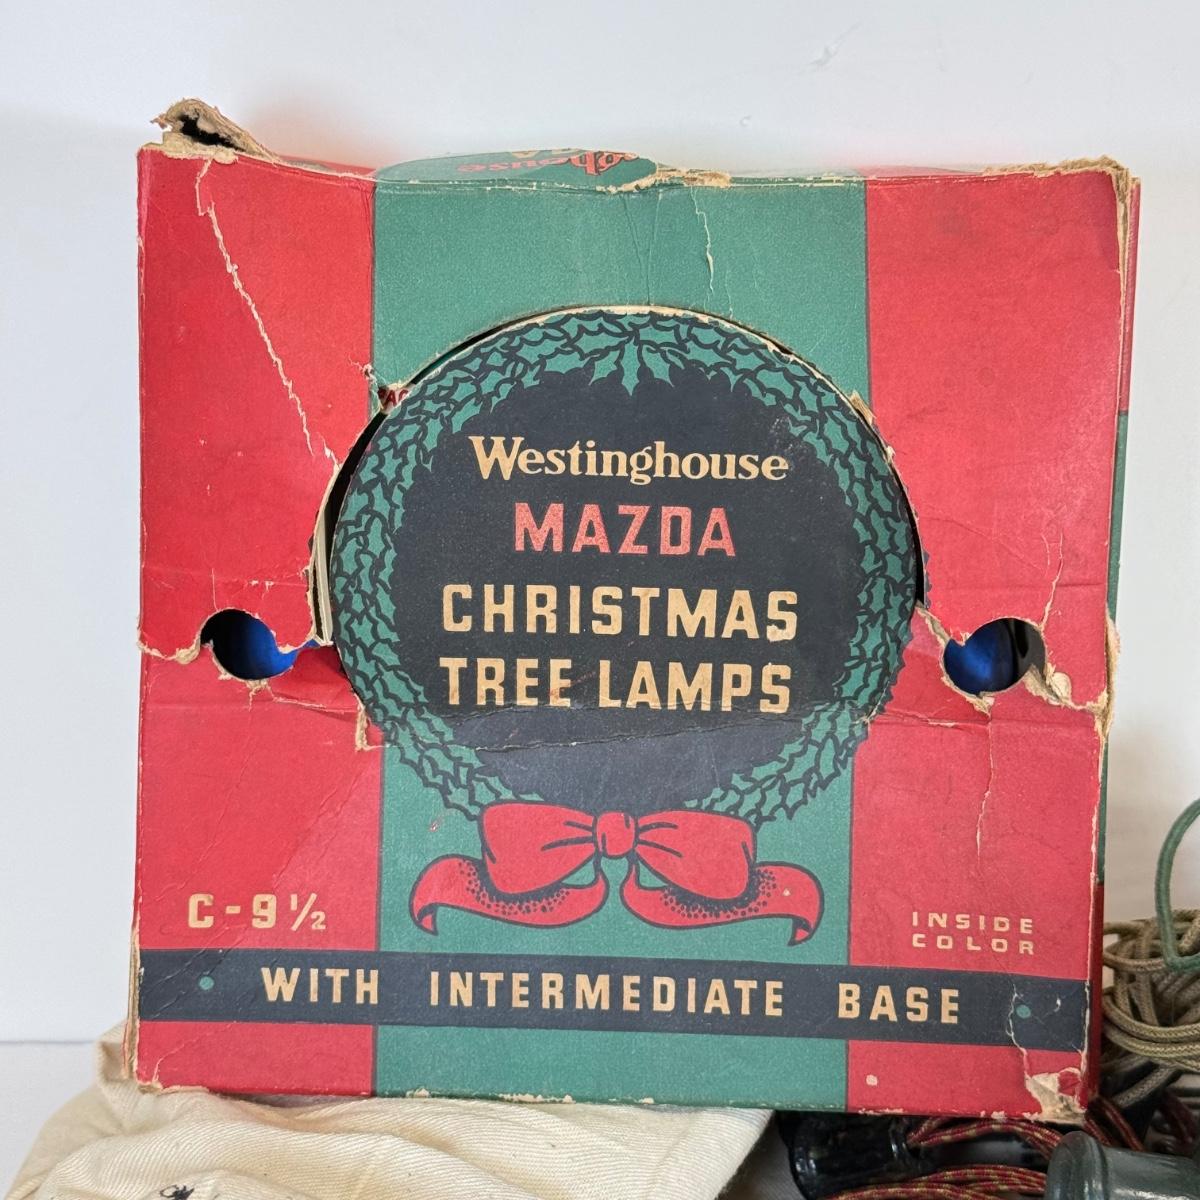 Westinghouse
MAZDA
CHRISTMAS
TREE LAMPS
C-9½
INSIDE
COLOR
WITH INTERMEDIATE BASE